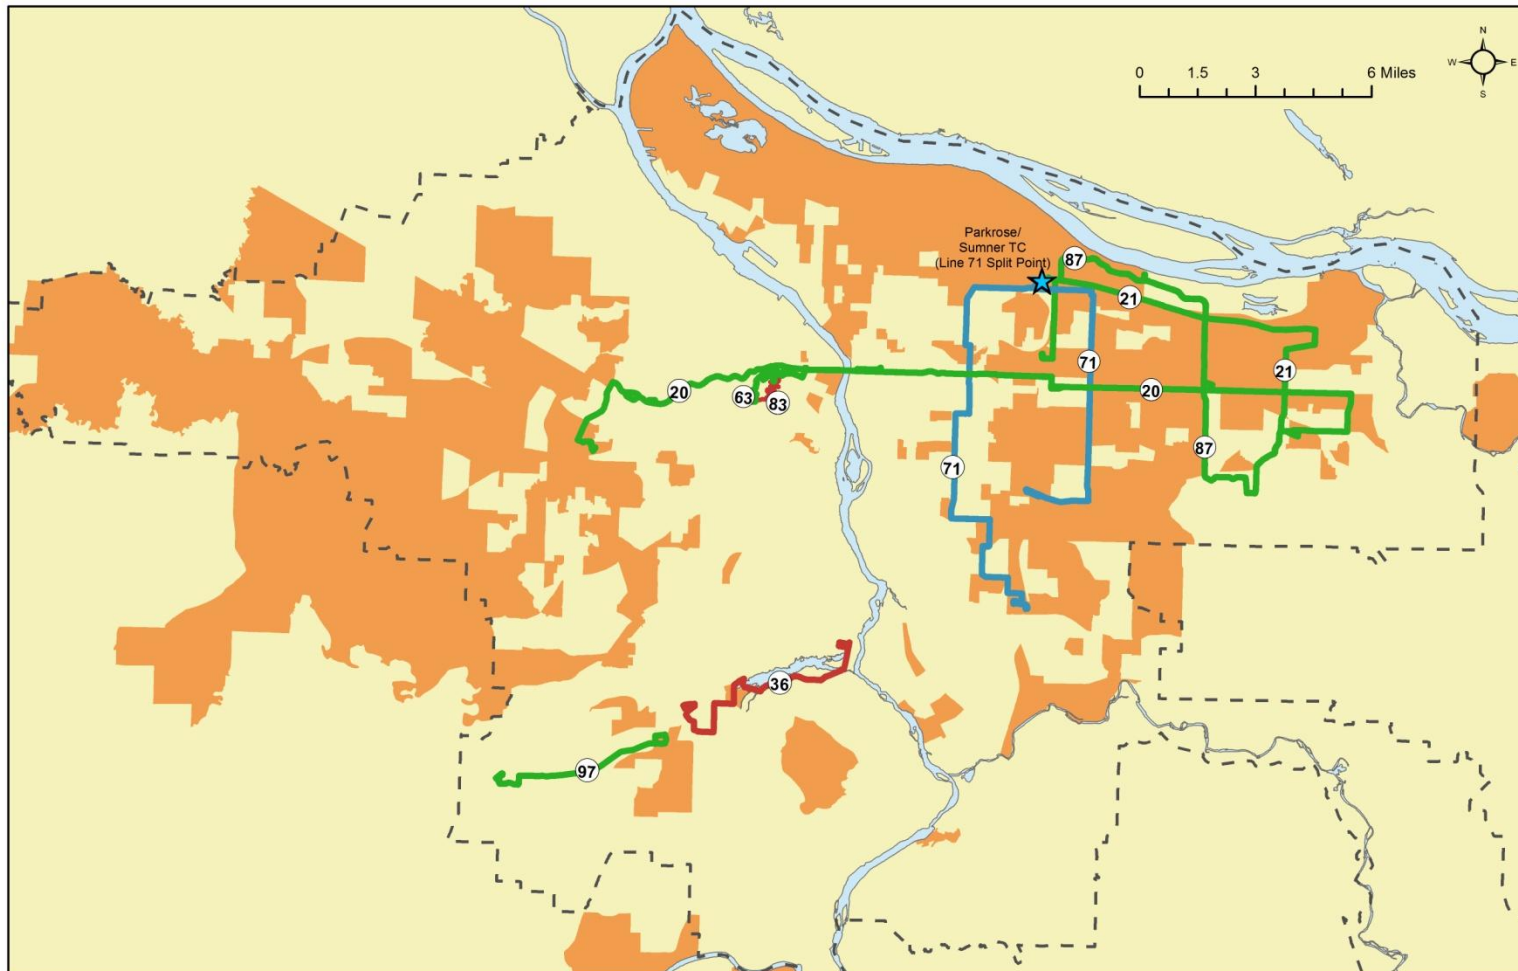 N
W E
S
0 1.5 3 6 Miles
Parkrose/
Sumner TC
(Line 71 Split Point)
87
21
71
21
20
63
83
20
87
71
36
97